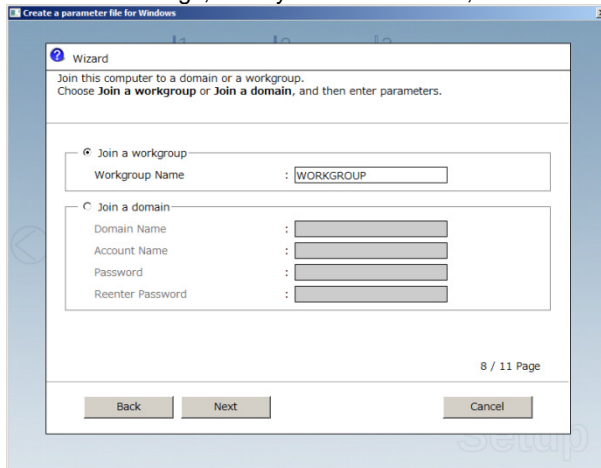 Create a parameter file for Windows
Wizard
Join this computer to a domain or a workgroup.
Choose Join a workgroup or Join a domain, and then enter parameters.
Join a workgroup
Workgroup Name : WORKGROUP
Join a domain
Domain Name :
Account Name :
Password :
Reenter Password :
8 / 11 Page
Back Next Cancel
Setup